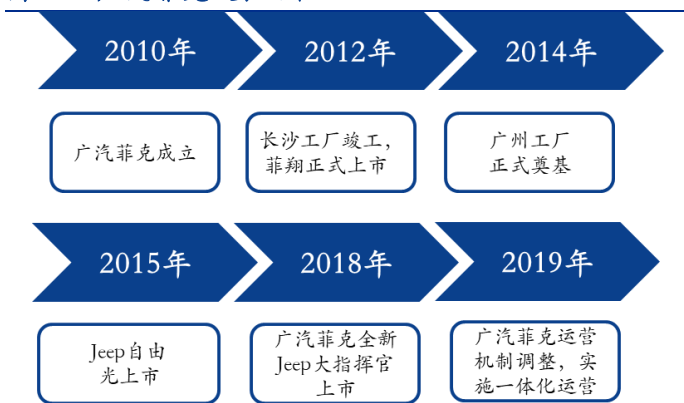 2010年
2012年
2014年
广汽菲克成立
长沙工厂竣工，
菲翔正式上市
广州工厂
正式奠基
2015年
2018年
2019年
Jeep自由
光上市
广汽菲克全新
Jeep大指挥官
上市
广汽菲克运营
机制调整，实
施一体化运营